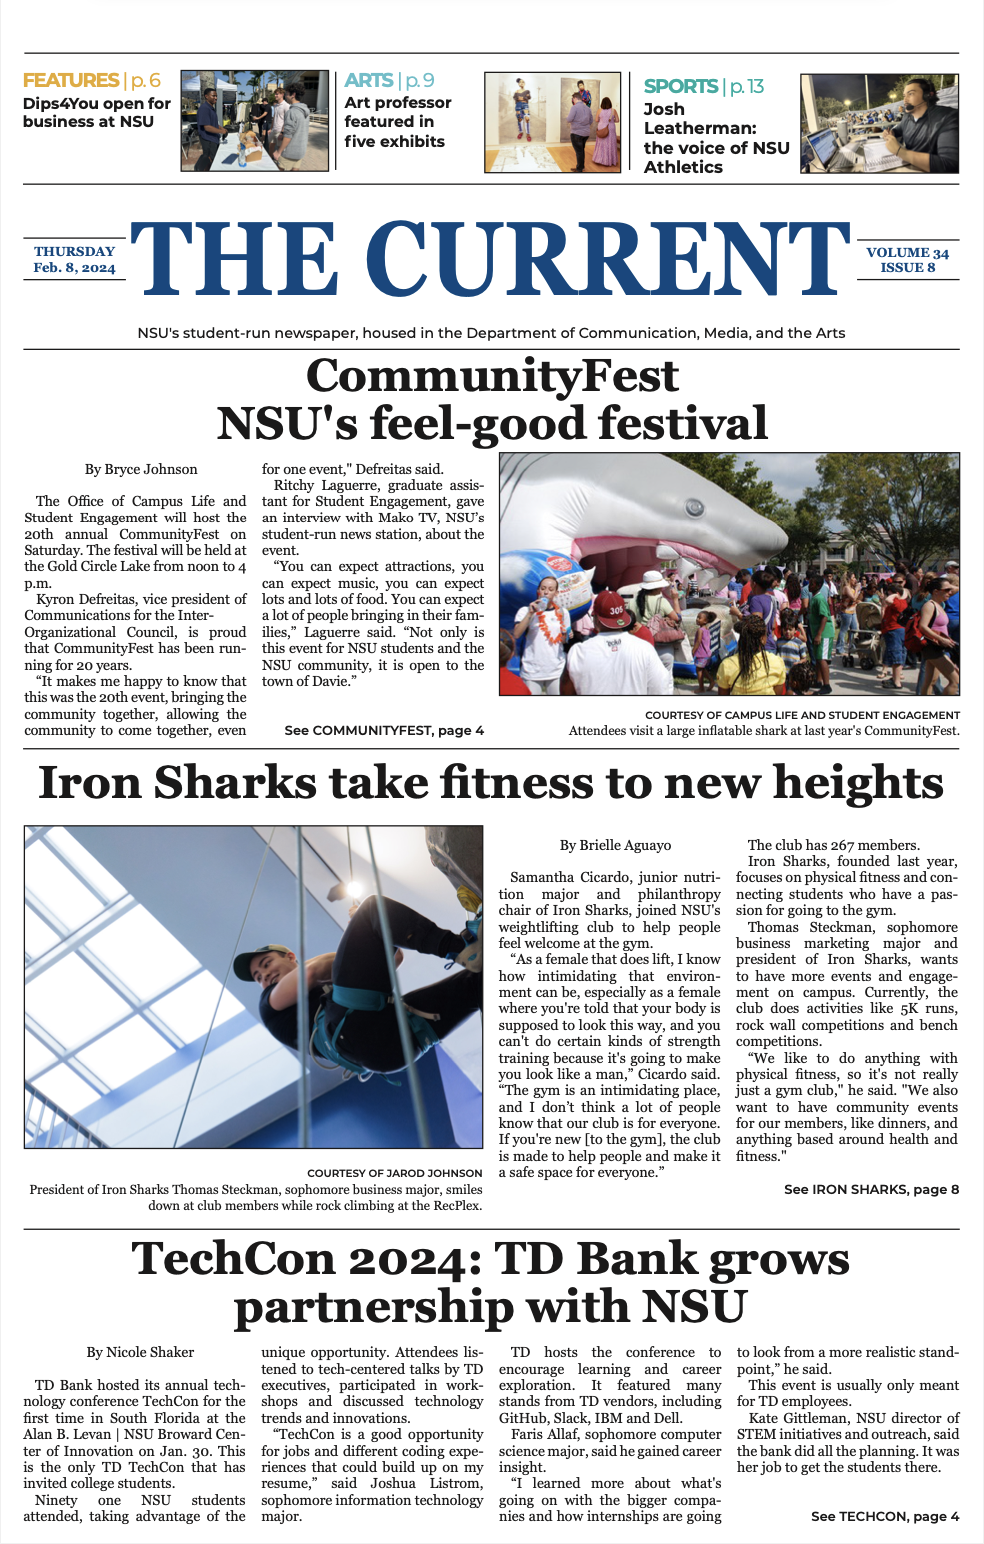 FEATURES | p. 6
Dips4You open for
business at NSU
ARTS | p. 9
Art professor
featured in
five exhibits
SPORTS | p. 13
Josh
Leatherman:
the voice of NSU
Athletics
THURSDAY
Feb. 8, 2024
THE CURRENT
VOLUME 34
ISSUE 8
NSU's student-run newspaper, housed in the Department of Communication, Media, and the Arts
CommunityFest
NSU's feel-good festival
By Bryce Johnson
The Office of Campus Life and
Student Engagement will host the
20th annual CommunityFest on
Saturday. The festival will be held at
the Gold Circle Lake from noon to 4
p.m.
Kyron Defreitas, vice president of
Communications for the Inter-
Organizational Council, is proud
that CommunityFest has been run-
ning for 20 years.
“It makes me happy to know that
this was the 20th event, bringing the
community together, allowing the
community to come together, even
for one event," Defreitas said.
Ritchy Laguerre, graduate assis-
tant for Student Engagement, gave
an interview with Mako TV, NSU’s
student-run news station, about the
event.
“You can expect attractions, you
can expect music, you can expect
lots and lots of food. You can expect
a lot of people bringing in their fam-
ilies,” Laguerre said. “Not only is
this event for NSU students and the
NSU community, it is open to the
town of Davie.”
See COMMUNITYFEST, page 4
305
COURTESY OF CAMPUS LIFE AND STUDENT ENGAGEMENT
Attendees visit a large inflatable shark at last year's CommunityFest.
Iron Sharks take fitness to new heights
COURTESY OF JAROD JOHNSON
President of Iron Sharks Thomas Steckman, sophomore business major, smiles
down at club members while rock climbing at the RecPlex.
By Brielle Aguayo
Samantha Cicardo, junior nutri-
tion major and philanthropy
chair of Iron Sharks, joined NSU's
weightlifting club to help people
feel welcome at the gym.
“As a female that does lift, I know
how intimidating that environ-
ment can be, especially as a female
where you're told that your body is
supposed to look this way, and you
can't do certain kinds of strength
training because it's going to make
you look like a man,” Cicardo said.
“The gym is an intimidating place,
and I don’t think a lot of people
know that our club is for everyone.
If you're new [to the gym], the club
is made to help people and make it
a safe space for everyone.”
The club has 267 members.
Iron Sharks, founded last year,
focuses on physical fitness and con-
necting students who have a pas-
sion for going to the gym.
Thomas Steckman, sophomore
business marketing major and
president of Iron Sharks, wants
to have more events and engage-
ment on campus. Currently, the
club does activities like 5K runs,
rock wall competitions and bench
competitions.
“We like to do anything with
physical fitness, so it's not really
just a gym club," he said. "We also
want to have community events
for our members, like dinners, and
anything based around health and
fitness."
See IRON SHARKS, page 8
TechCon 2024: TD Bank grows
partnership with NSU
By Nicole Shaker
TD Bank hosted its annual tech-
nology conference TechCon for the
first time in South Florida at the
Alan B. Levan | NSU Broward Cen-
ter of Innovation on Jan. 30. This
is the only TD TechCon that has
invited college students.
Ninety one NSU students
attended, taking advantage of the
unique opportunity. Attendees lis-
tened to tech-centered talks by TD
executives, participated in work-
shops and discussed technology
trends and innovations.
“TechCon is a good opportunity
for jobs and different coding expe-
riences that could build up on my
resume,” said Joshua Listrom,
sophomore information technology
major.
TD hosts the conference to
encourage learning and career
exploration. It featured many
stands from TD vendors, including
GitHub, Slack, IBM and Dell.
Faris Allaf, sophomore computer
science major, said he gained career
insight.
“I learned more about what's
going on with the bigger compa-
nies and how internships are going
to look from a more realistic stand-
point,” he said.
This event is usually only meant
for TD employees.
Kate Gittleman, NSU director of
STEM initiatives and outreach, said
the bank did all the planning. It was
her job to get the students there.
See TECHCON, page 4